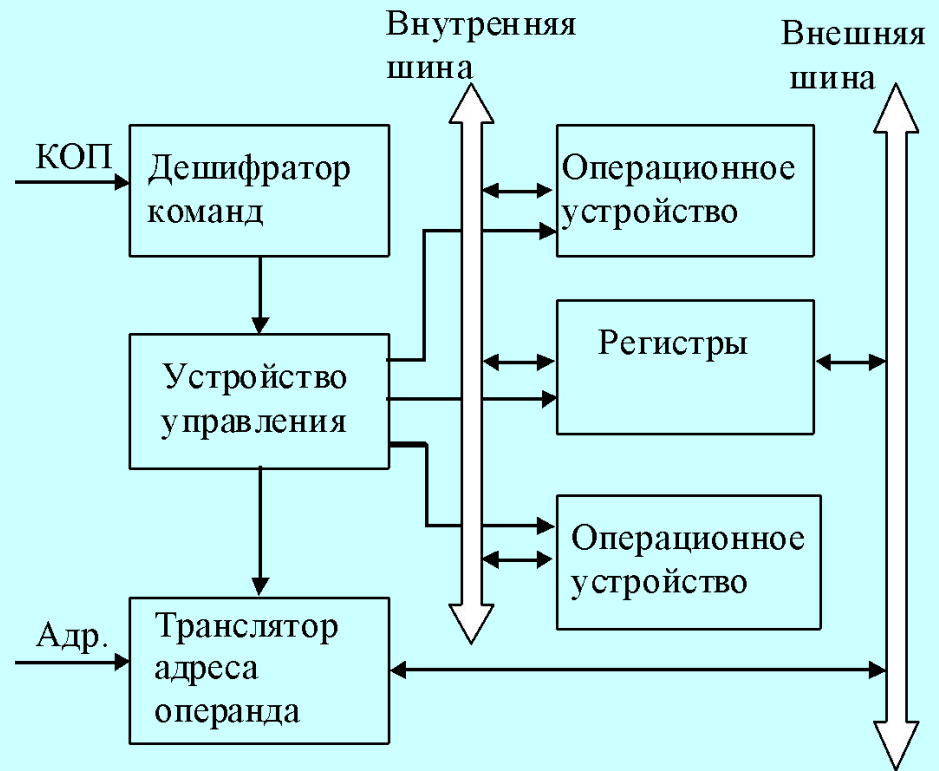 Внутренняя
шина
Внешняя
шина
КОП
Дешифратор
команд
Операционное
устройство
Устройство
управления
Регистры
Операционное
устройство
Адр.
Транслятор
адреса
операнда